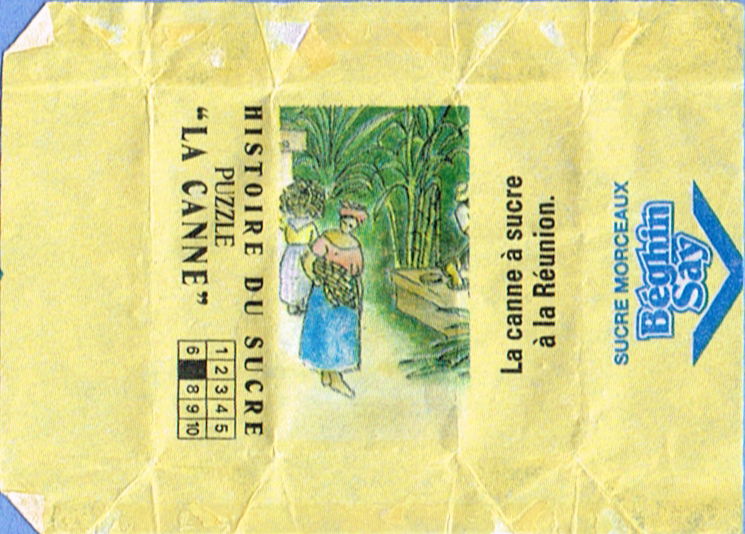 HISTOIRE DU SUCRE
PUZZLE
"LA CANNE"
1 2 3 4 5
6 8 9 10
La canne à sucre
à la Réunion.
SUCRE MORCEAUX
Béghin
Say